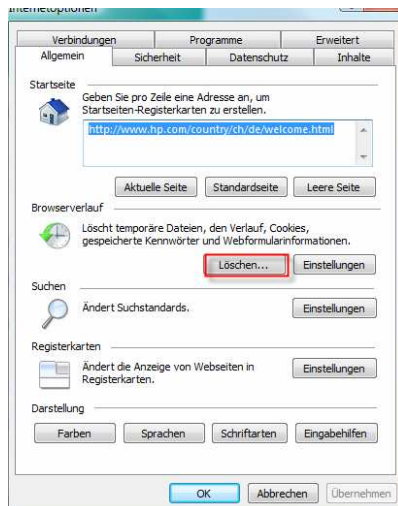 Internetoptionen
Verbindungen Programme Erweitert
Allgemein Sicherheit Datenschutz Inhalte
Startseite
Geben Sie pro Zeile eine Adresse an, um
Startseiten-Registerkarten zu erstellen.
http://www.hp.com/country/ch/de/welcome.html
Aktuelle Seite Standardseite Leere Seite
Browserverlauf
Löscht temporäre Dateien, den Verlauf, Cookies,
gespeicherte Kennwörter und Webformularinformationen.
Löschen... Einstellungen
Suchen
Ändert Suchstandards. Einstellungen
Registerkarten
Ändert die Anzeige von Webseiten in
Registerkarten. Einstellungen
Darstellung
Farben Sprachen Schriftarten Eingabehilfen
OK Abbrechen Übernehmen